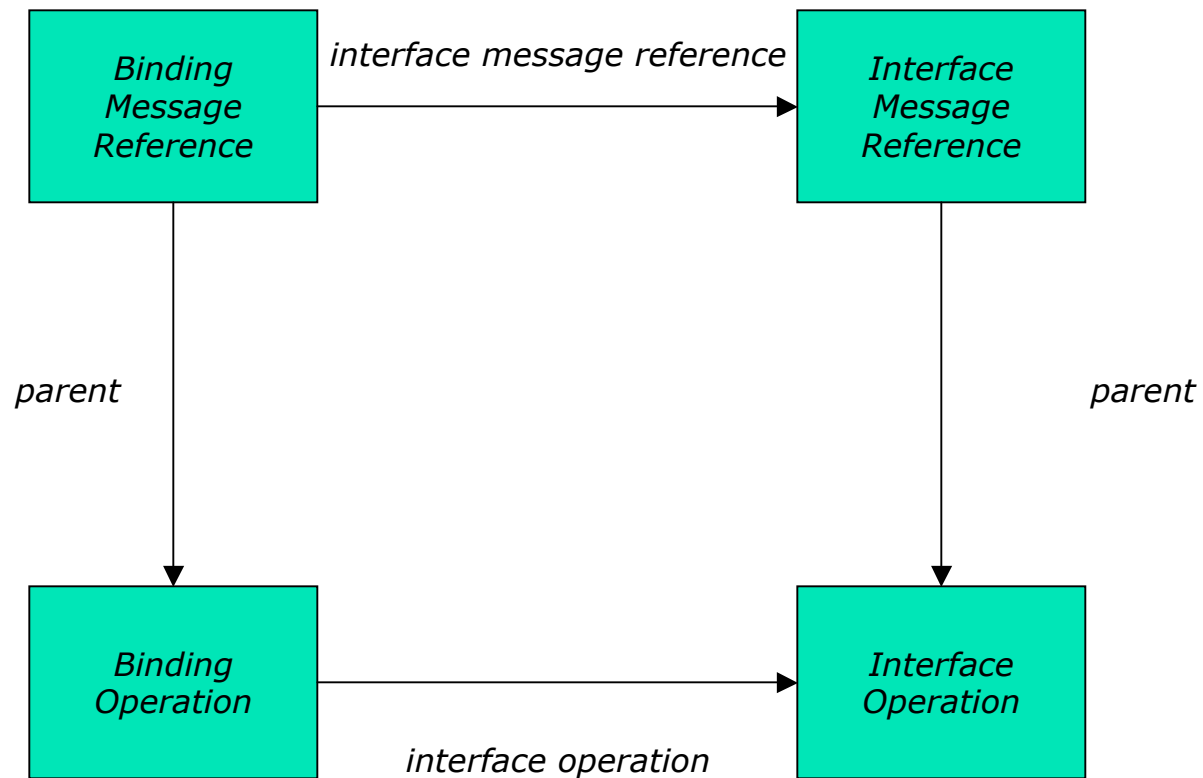 Binding
Message
Reference
interface message reference
Interface
Message
Reference
parent
parent
Binding
Operation
interface operation
Interface
Operation